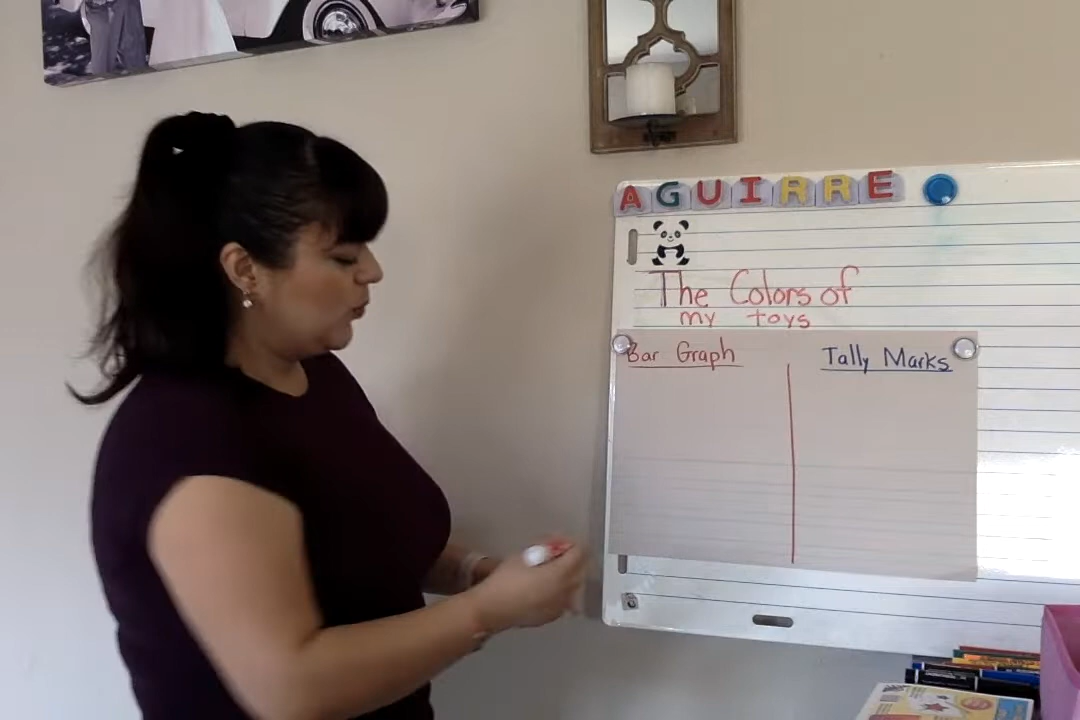 AGUIRRE
The Colors of
my toys
Bar Graph
Tally Marks